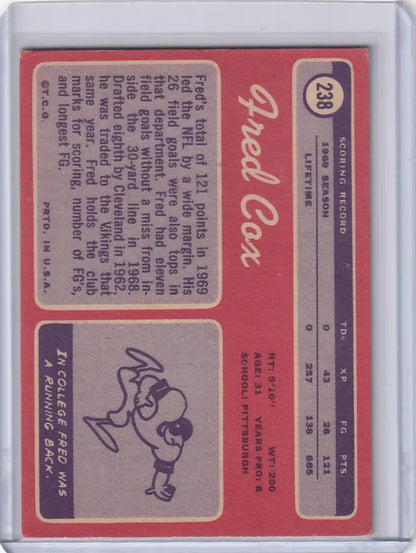 238
SCORING RECORD TDs XP FG PTS.
1969 SEASON 0 43 26 121
LIFETIME 0 257 136 665
Fred Cox
HT: 5'10" WT: 200
AGE: 31 YEARS PRO: 8
SCHOOL: PITTSBURGH
Fred's total of 121 points in 1969
led the NFL by a wide margin. His
26 field goals were also tops in
that department. Fred had eleven
field goals without a miss from in-
side the 30-yard line in 1968.
Drafted eighth by Cleveland in 1962,
he was traded to the Vikings that
same year. Fred holds the club
marks for scoring, number of FG's,
and longest FG.
©T.C.G. PRTD. IN U.S.A.
IN COLLEGE FRED WAS
A RUNNING BACK.